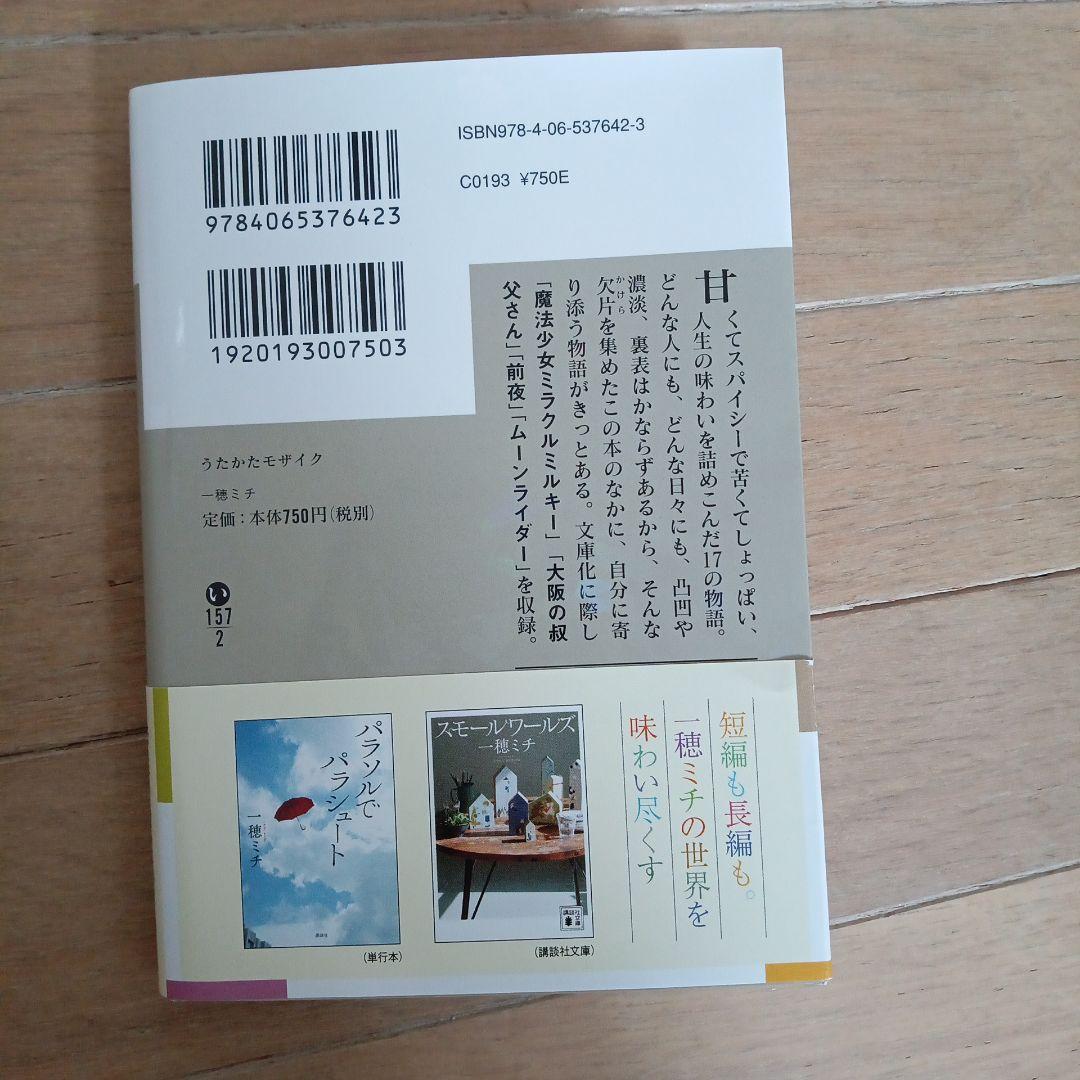 ISBN978-4-06-537642-3
C0193 ¥750E
9784065376423
1920193007503
甘くてスパイシーで苦くてしょっぱい、
人生の味わいを詰めこんだ17の物語。
どんな人にも、どんな日々にも、凸凹や
濃淡、裏表はかならずあるから、そんな
欠片を集めたこの本のなかに、自分に寄
かけら
り添う物語がきっとある。文庫化に際し
「魔法少女ミラクルミルキー」「大阪の叔
父さん」「前夜」「ムーンライダー」を収録。
うたかたモザイク
一穂ミチ
定価:本体750円(税別)
い
157
2
短編も長編も。
一穂ミチの世界を
味わい尽くす
スモールワールズ
一穂ミチ
講談社
文庫
(講談社文庫)
パラソルで
パラシュート
一穂ミチ
講談社
(単行本)